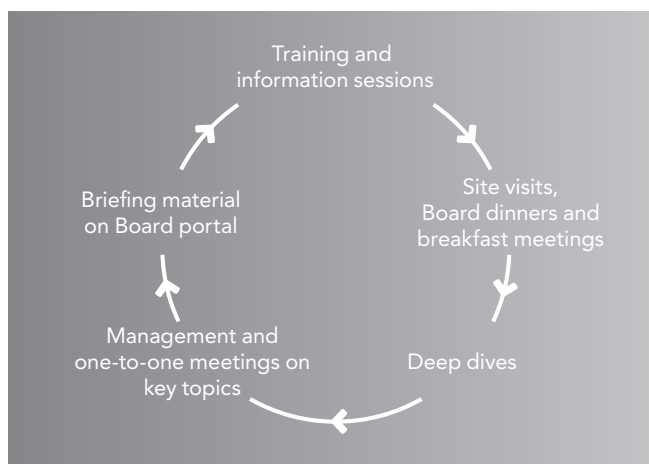 Training and
information sessions
Site visits,
Board dinners and
breakfast meetings
Deep dives
Management and
one-to-one meetings on
key topics
Briefing material
on Board portal